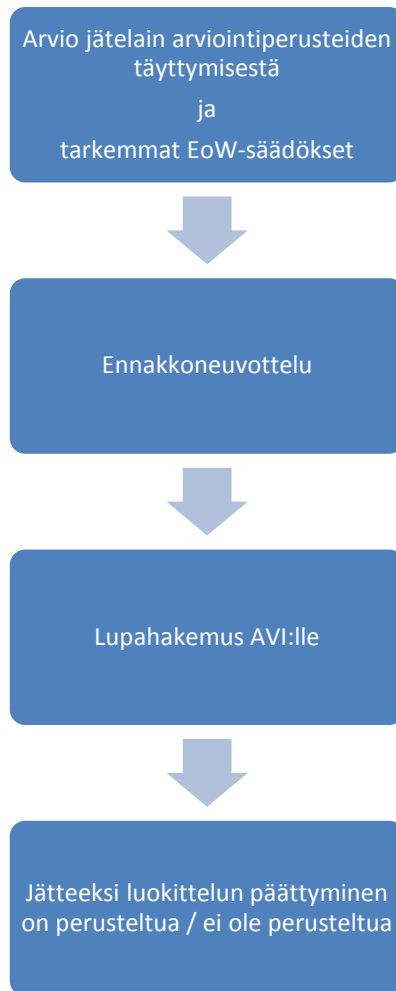 Arvio jätelain arviointiperusteiden
täyttymisestä
ja
tarkemmat EoW-säädökset
Ennakkoneuvottelu
Lupahakemus AVI:lle
Jätteeksi luokittelun päättyminen
on perusteltua / ei ole perusteltua